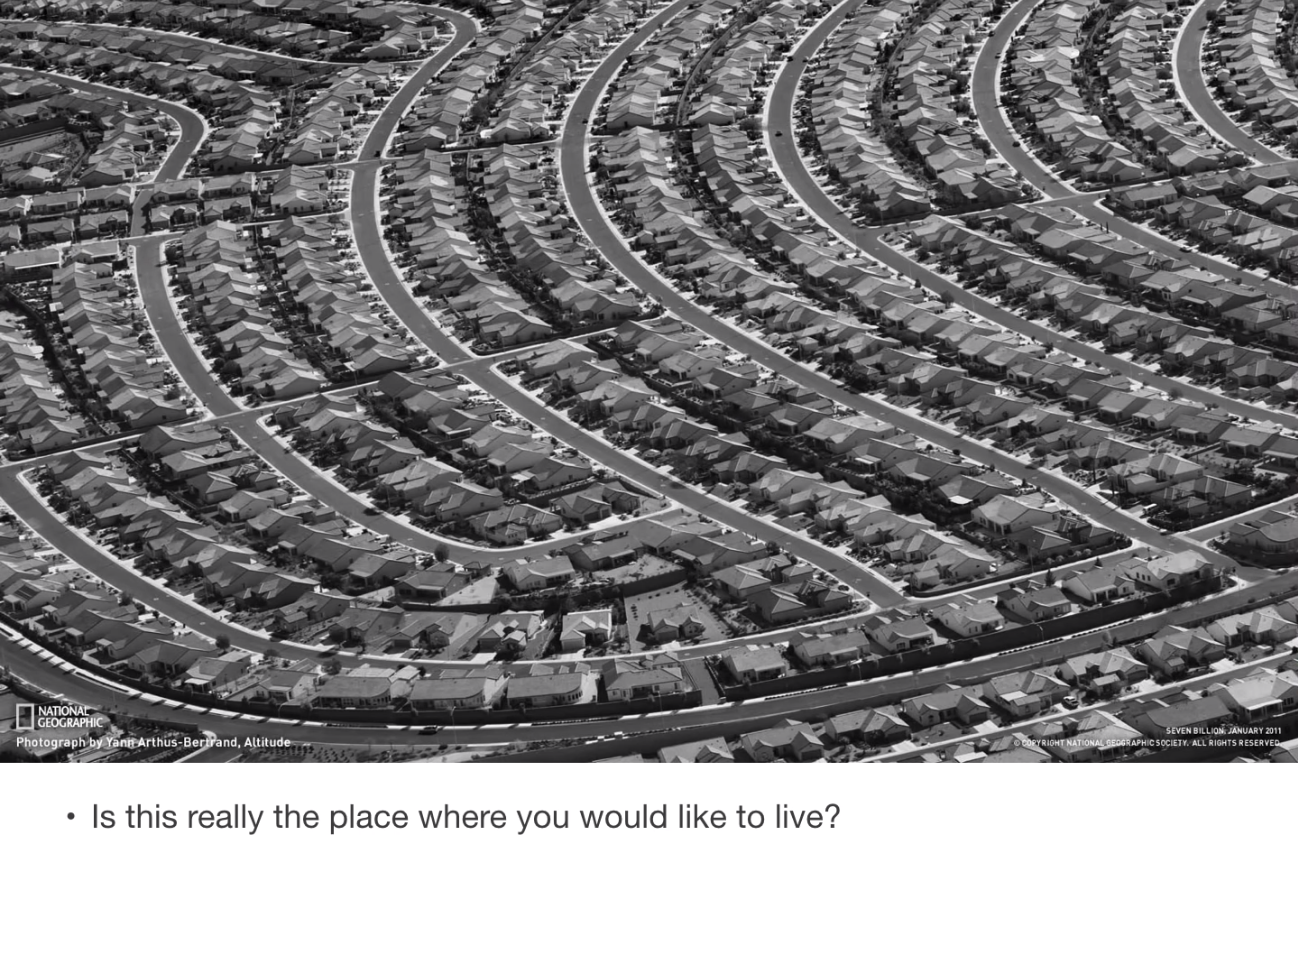 NATIONAL
GEOGRAPHIC
Photograph by Yann Arthus-Bertrand, Altitude
SEVEN BILLION, JANUARY 2011
© COPYRIGHT NATIONAL GEOGRAPHIC SOCIETY. ALL RIGHTS RESERVED.
• Is this really the place where you would like to live?